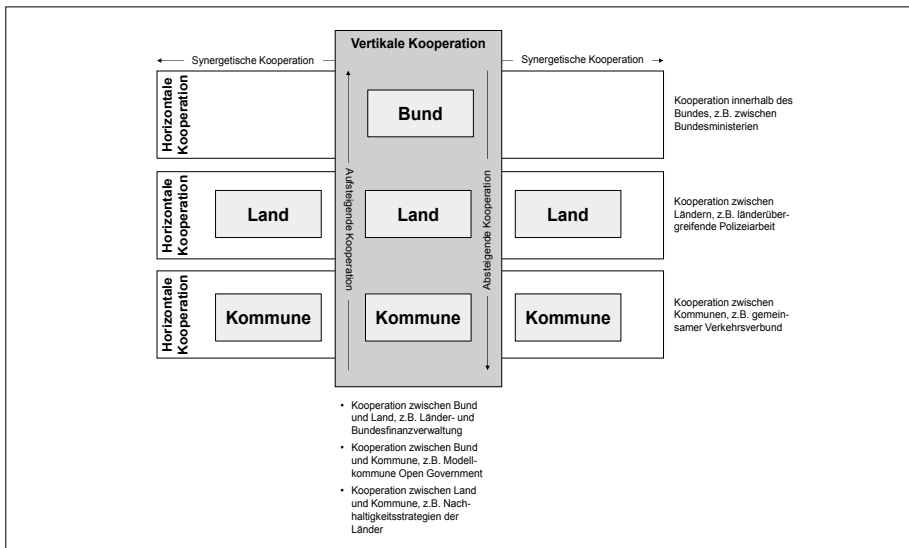 Vertikale Kooperation
Synergetische Kooperation
Synergetische Kooperation
Horizontale
Kooperation
Bund
Kooperation innerhalb des
Bundes, z.B. zwischen
Bundesministerien
Aufsteigende Kooperation
Absteigende Kooperation
Horizontale
Kooperation
Land
Land
Land
Kooperation zwischen
Ländern, z.B. länderüber-
greifende Polizeiarbeit
Horizontale
Kooperation
Kommune
Kommune
Kommune
Kooperation zwischen
Kommunen, z.B. gemein-
samer Verkehrsverbund
• Kooperation zwischen Bund
und Land, z.B. Länder- und
Bundesfinanzverwaltung
• Kooperation zwischen Bund
und Kommune, z.B. Modell-
kommune Open Government
• Kooperation zwischen Land
und Kommune, z.B. Nach-
haltigkeitsstrategien der
Länder